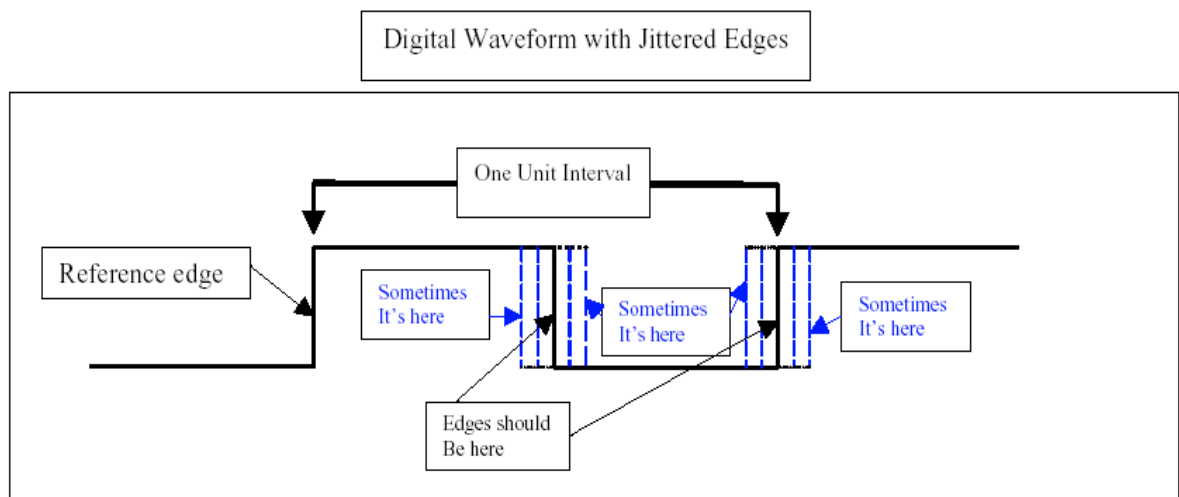 Digital Waveform with Jittered Edges
One Unit Interval
Reference edge
Sometimes
It's here
Sometimes
It's here
Sometimes
It's here
Edges should
Be here